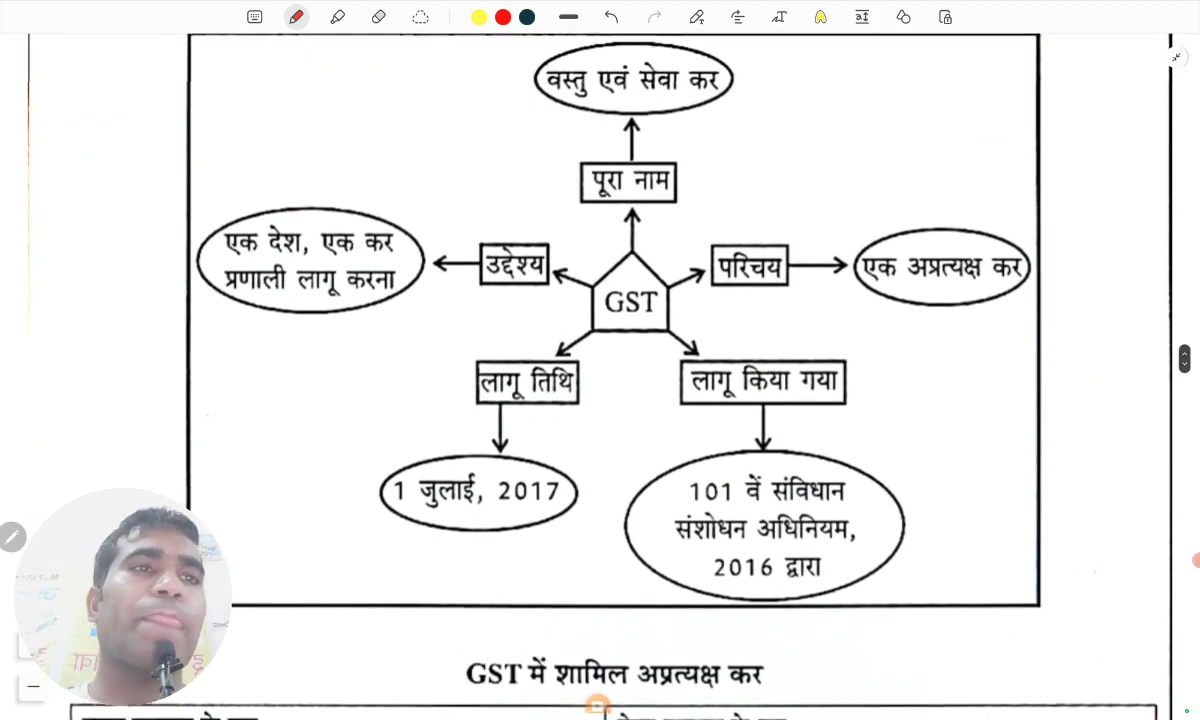 वस्तु एवं सेवा कर
पूरा नाम
एक देश, एक कर
प्रणाली लागू करना
उद्देश्य
GST
परिचय
एक अप्रत्यक्ष कर
लागू तिथि
लागू किया गया
1 जुलाई, 2017
101 वें संविधान
संशोधन अधिनियम,
2016 द्वारा
GST में शामिल अप्रत्यक्ष कर